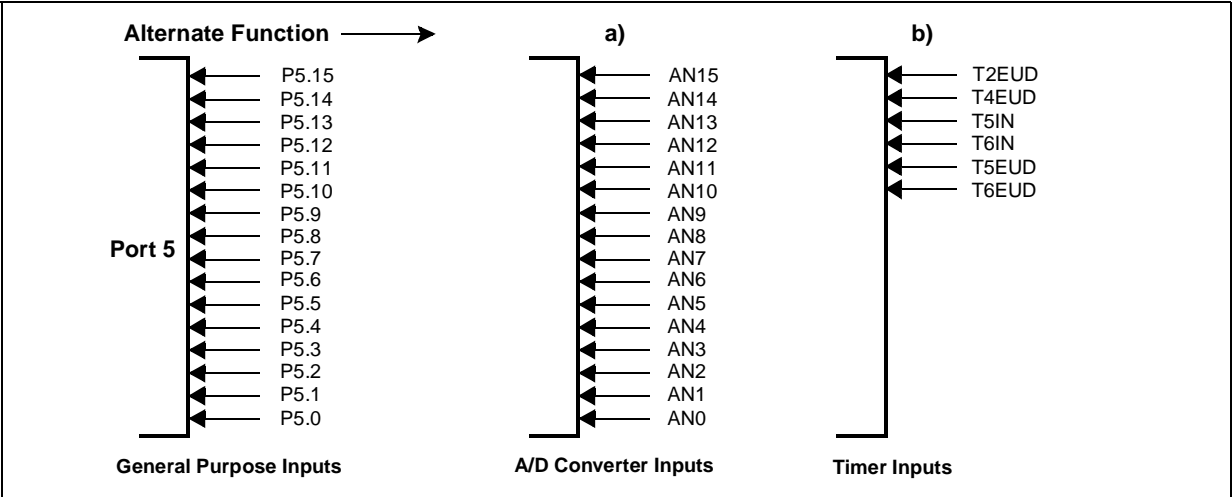 Alternate Function a) b)
P5.15 AN15 T2EUD
P5.14 AN14 T4EUD
P5.13 AN13 T5IN
P5.12 AN12 T6IN
P5.11 AN11 T5EUD
P5.10 AN10 T6EUD
P5.9 AN9
P5.8 AN8
Port 5
P5.7 AN7
P5.6 AN6
P5.5 AN5
P5.4 AN4
P5.3 AN3
P5.2 AN2
P5.1 AN1
P5.0 AN0
General Purpose Inputs A/D Converter Inputs Timer Inputs